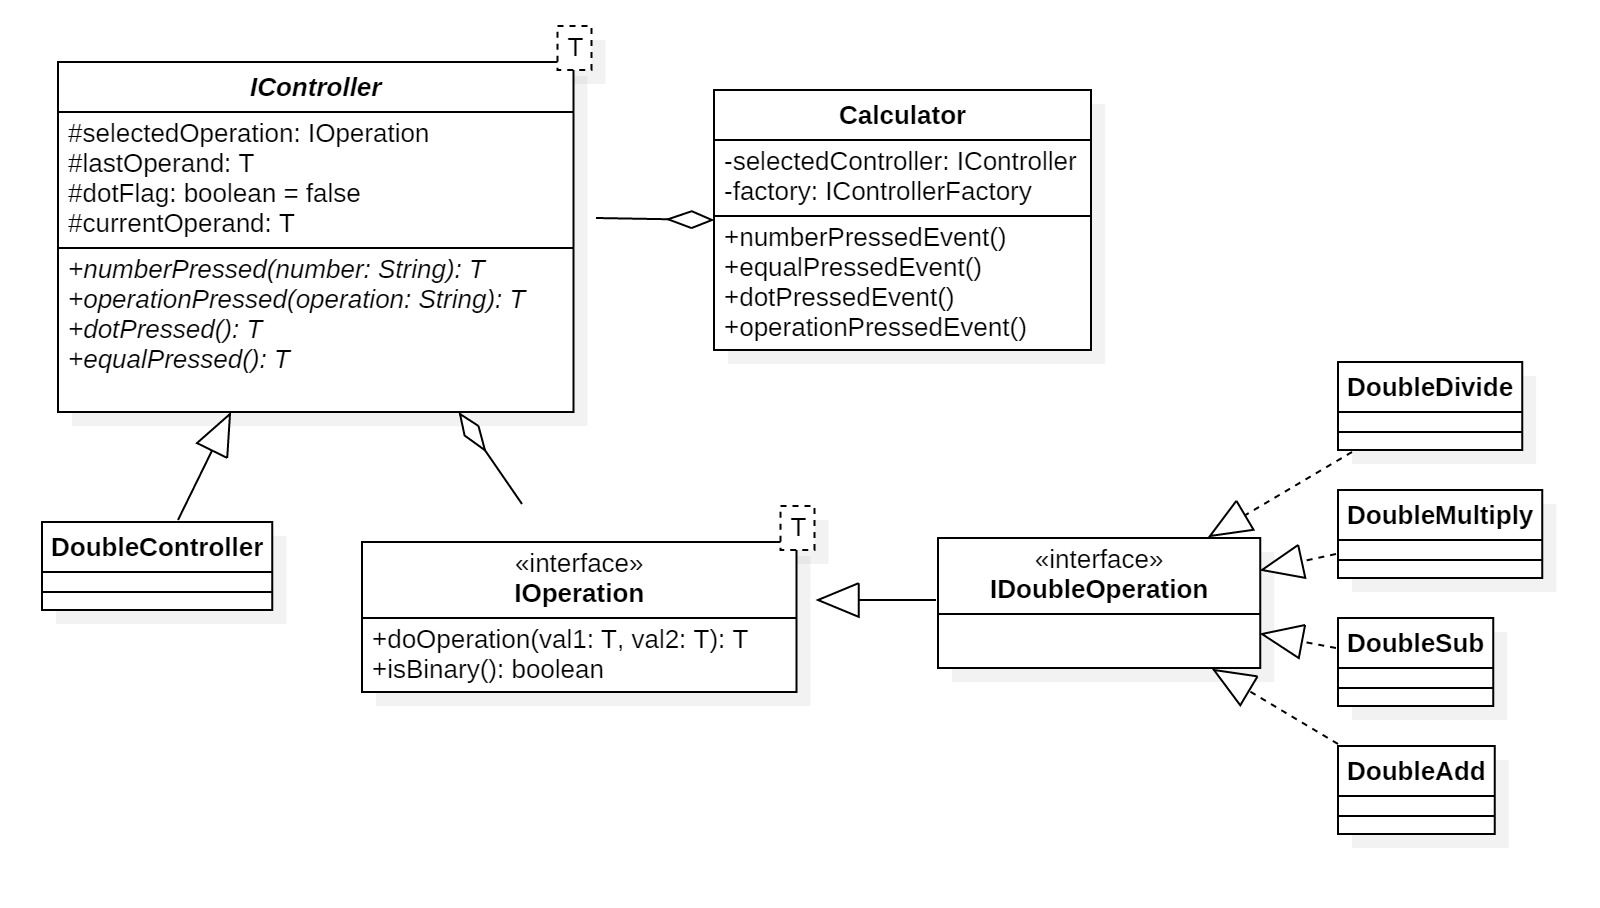 T
IController
#selectedOperation: IOperation
#lastOperand: T
#dotFlag: boolean = false
#currentOperand: T
+numberPressed(number: String): T
+operationPressed(operation: String): T
+dotPressed(): T
+equalPressed(): T
Calculator
-selectedController: IController
-factory: IControllerFactory
+numberPressedEvent()
+equalPressedEvent()
+dotPressedEvent()
+operationPressedEvent()
DoubleController
T
«interface»
IOperation
+doOperation(val1: T, val2: T): T
+isBinary(): boolean
«interface»
IDoubleOperation
DoubleDivide
DoubleMultiply
DoubleSub
DoubleAdd